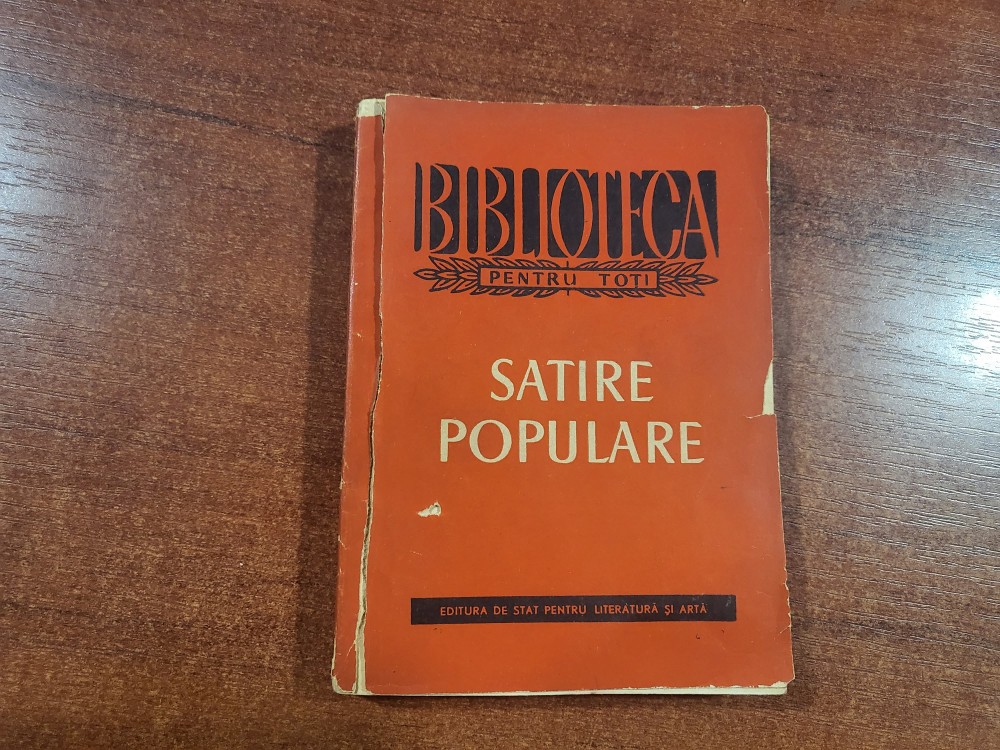 BIBLIOTECA
PENTRU TOȚI
SATIRE
POPULARE
EDITURA DE STAT PENTRU LITERATURĂ ȘI ARTĂ